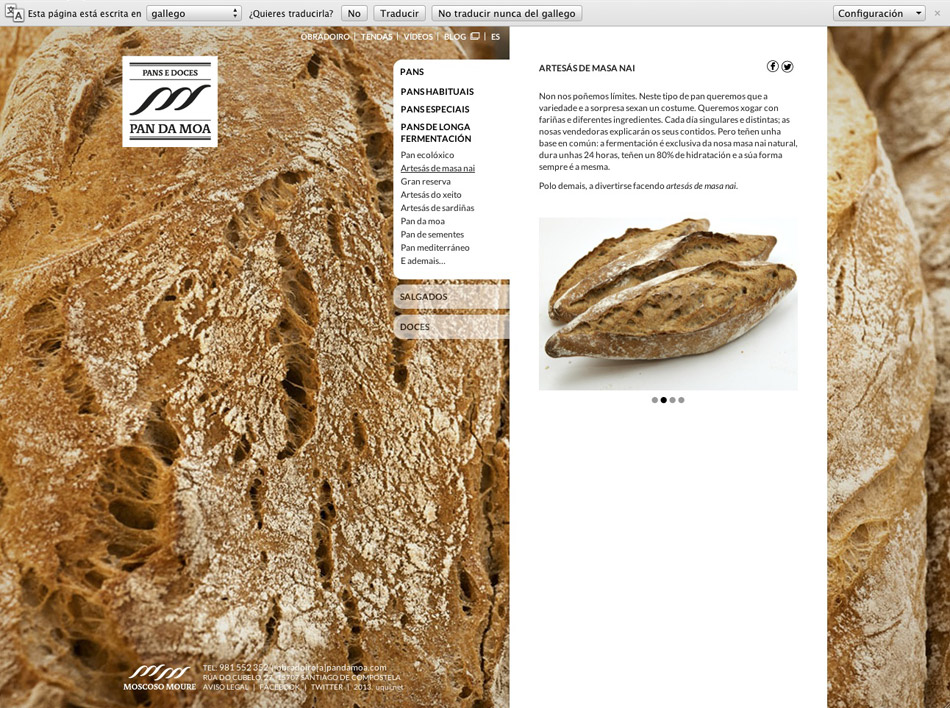 Esta página está escrita en gallego ¿Quieres traducirla? No Traducir No traducir nunca del gallego Configuración
OBRADOIRO | TENDAS | VÍDEOS | BLOG | ES
PANS E DOCES
PAN DA MOA
PANS
PANS HABITUAIS
PANS ESPECIAIS
PANS DE LONGA
FERMENTACIÓN
Pan ecolóxico
Artesás de masa nai
Gran reserva
Artesás do xeito
Artesás de sardiñas
Pan da moa
Pan de sementes
Pan mediterráneo
E ademais...
SALGADOS
DOCES
ARTESÁS DE MASA NAI
Non nos poñemos límites. Neste tipo de pan queremos que a
variedade e a sorpresa sexan un costume. Queremos xogar con
fariñas e diferentes ingredientes. Cada día singulares e distintas; as
nosas vendedoras explicarán os seus contidos. Pero teñen unha
base en común: a fermentación é exclusiva da nosa masa nai natural,
dura unhas 24 horas, teñen un 80% de hidratación e a súa forma
sempre é a mesma.
Polo demais, a divertirse facendo artesás de masa nai.
MOSCOSO MOURE
TEL: 981 552 352
RUA DO CUBELO 15707 SANTIAGO DE COMPOSTELA
AVISO LEGAL | FACEBOOK | TWITTER | 2013, uqui.net